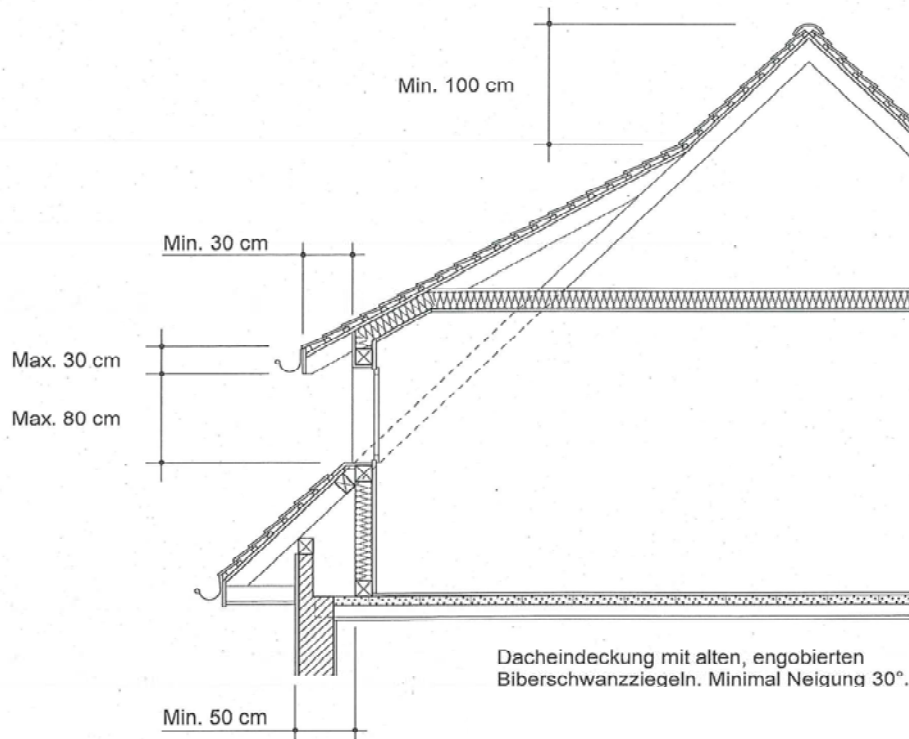 Min. 100 cm
Min. 30 cm
Max. 30 cm
Max. 80 cm
Dacheindeckung mit alten, engobierten
Biberschwanzziegeln. Minimal Neigung 30°.
Min. 50 cm